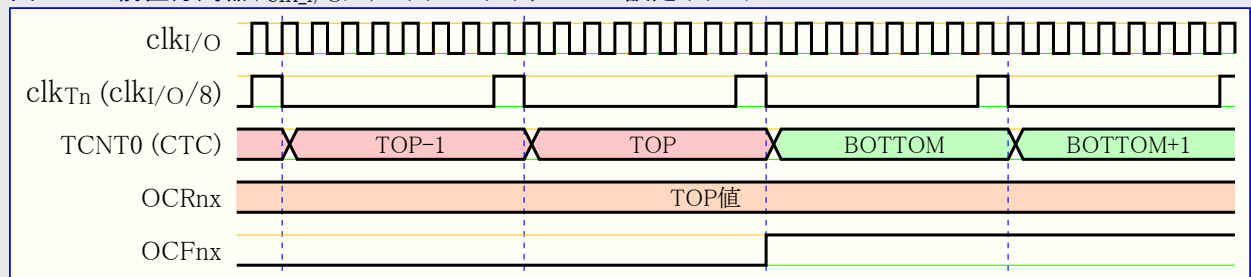 clkI/O
clkTn (clkI/O/8)
TCNT0 (CTC) TOP-1 TOP BOTTOM BOTTOM+1
OCRnx TOP値
OCFnx